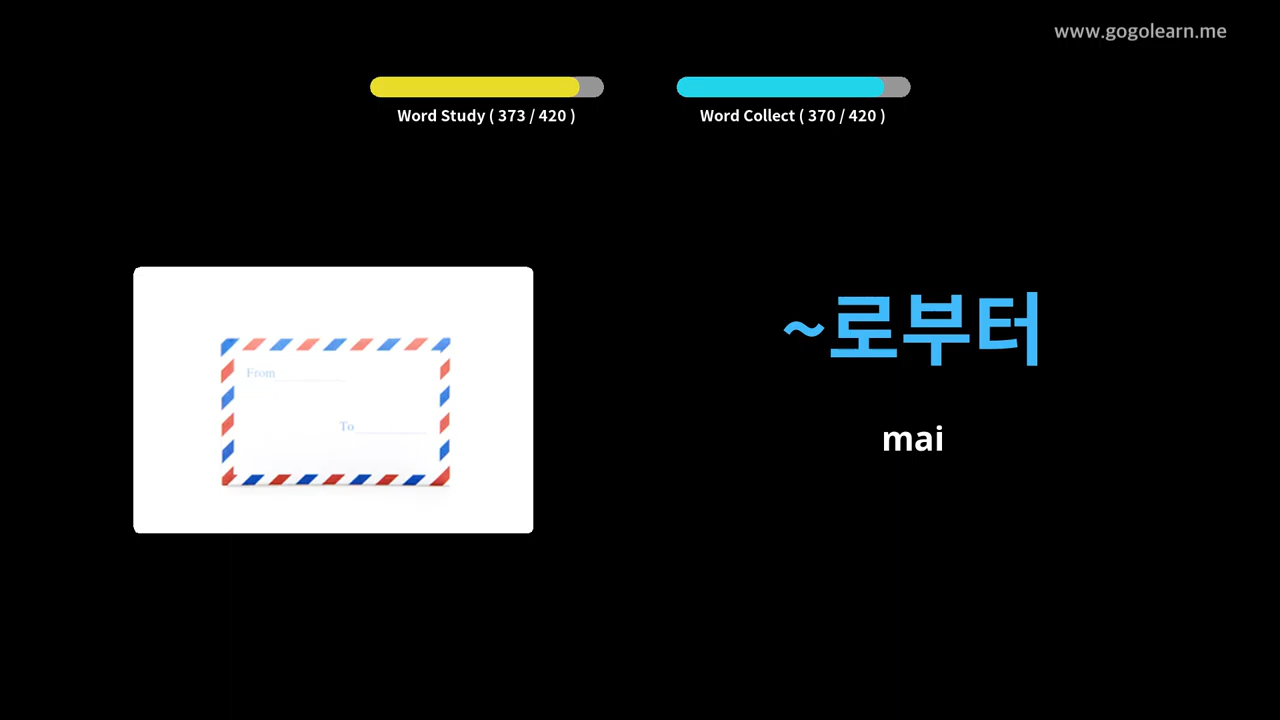 www.gogolearn.me
Word Study ( 373 / 420 )
Word Collect ( 370 / 420 )
From
To
~로부터
mai